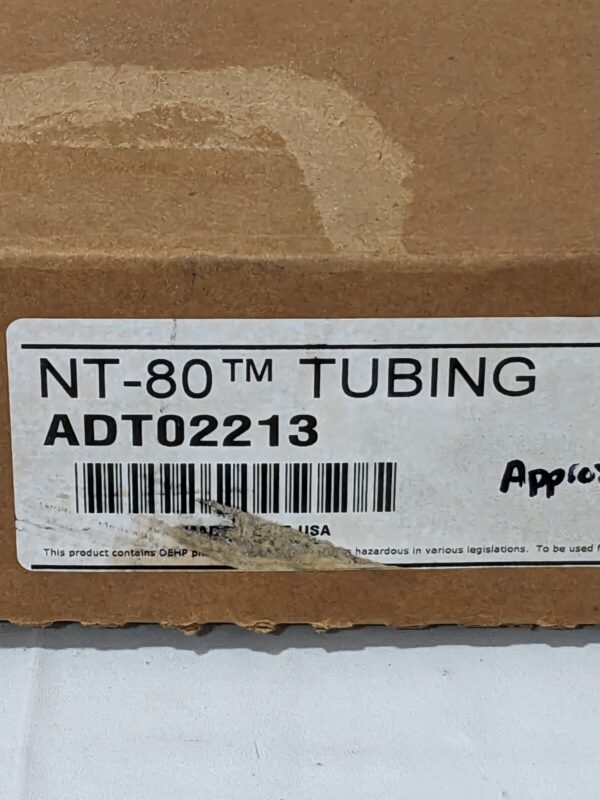 NT-80™ TUBING
ADT02213
Approx
USA
This product contains DEHP hazardous in various legislations. To be used